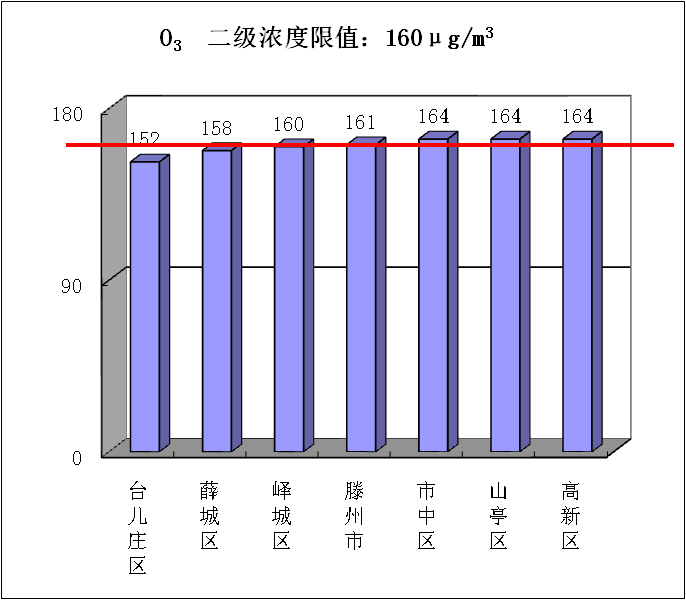 O₃ 二级浓度限值：160μg/m³
180
90
0
152
158
160
161
164
164
164
台儿庄区
薛城区
峄城区
滕州市
市中区
山亭区
高新区